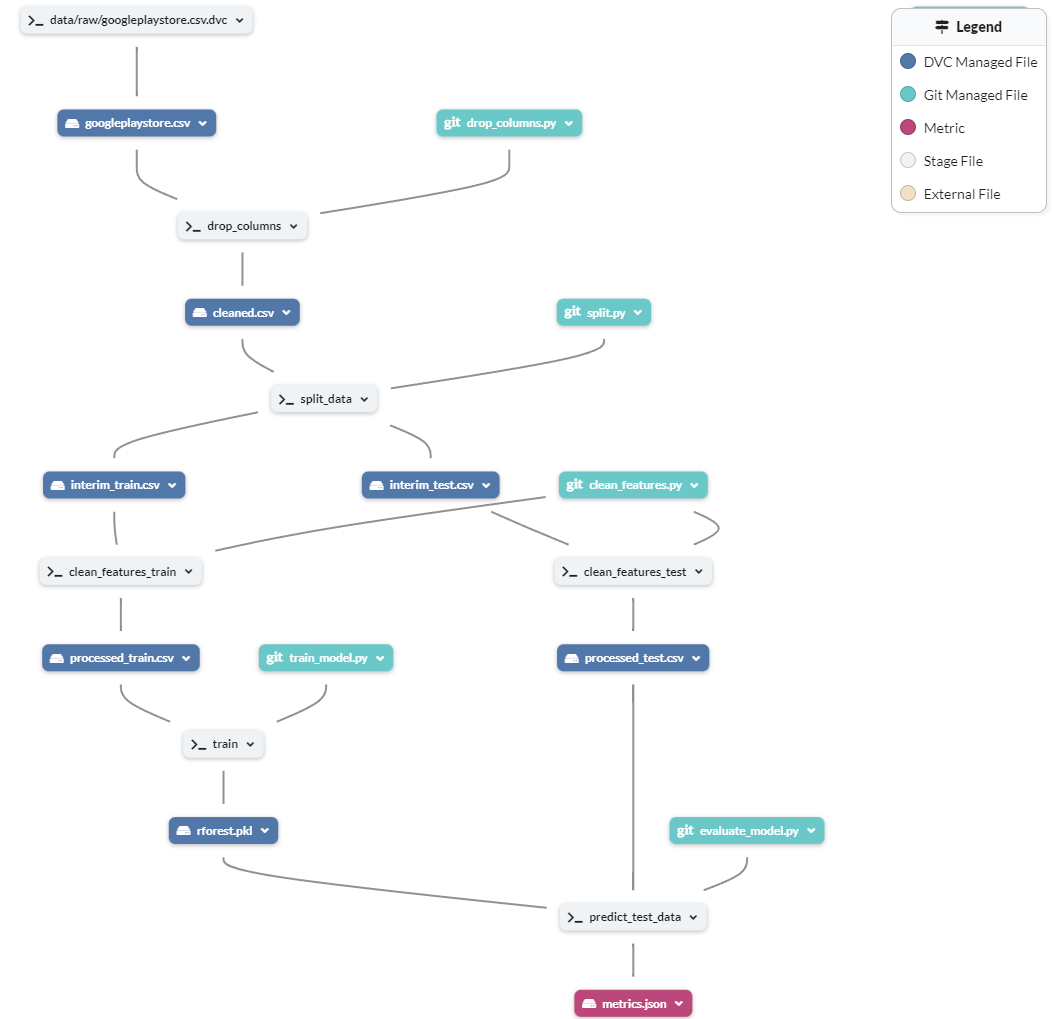 data/raw/googleplaystore.csv.dvc
Legend
DVC Managed File
Git Managed File
Metric
Stage File
External File
googleplaystore.csv
git drop_columns.py
drop_columns
cleaned.csv
git split.py
split_data
interim_train.csv
interim_test.csv
git clean_features.py
clean_features_train
clean_features_test
processed_train.csv
git train_model.py
processed_test.csv
train
rforest.pkl
git evaluate_model.py
predict_test_data
metrics.json